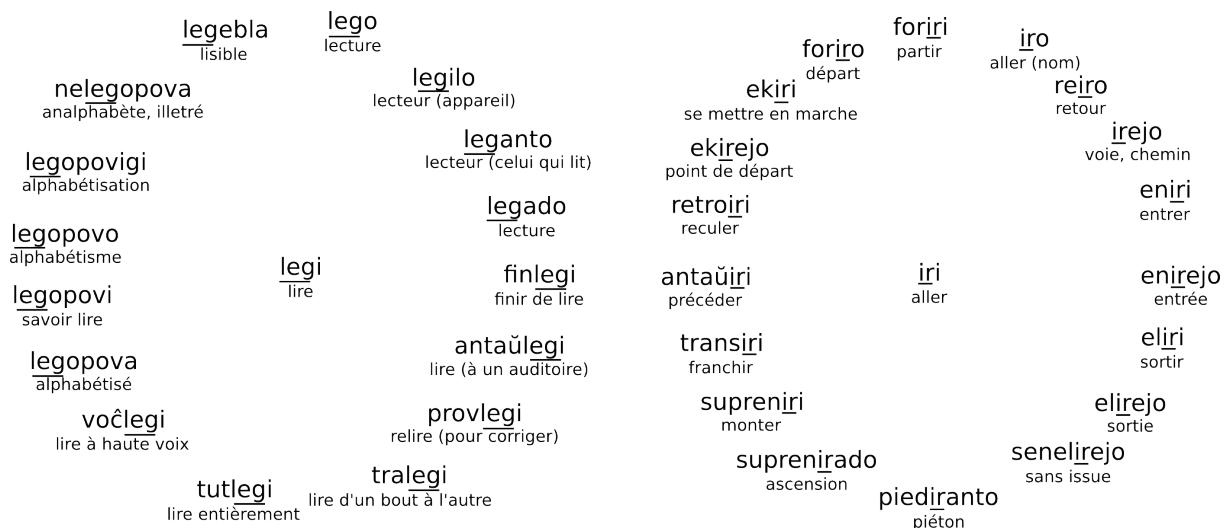 legi
lire
lego
lecture
legilo
lecteur (appareil)
leganto
lecteur (celui qui lit)
legado
lecture
finlegi
finir de lire
antaŭlegi
lire (à un auditoire)
provlegi
relire (pour corriger)
tralegi
lire d'un bout à l'autre
tutlegi
lire entièrement
voĉlegi
lire à haute voix
legopova
alphabétisé
legopovi
savoir lire
legopovo
alphabétisme
legopovigi
alphabétisation
nelegopova
analphabète, illetré
legebla
lisible
iri
aller
foriri
partir
iro
aller (nom)
reiro
retour
irejo
voie, chemin
eniri
entrer
enirejo
entrée
eliri
sortir
elirejo
sortie
senelirejo
sans issue
piediranto
piéton
suprenirado
ascension
supreniri
monter
transiri
franchir
antaŭiri
précéder
retroiri
reculer
ekirejo
point de départ
ekiri
se mettre en marche
foriro
départ